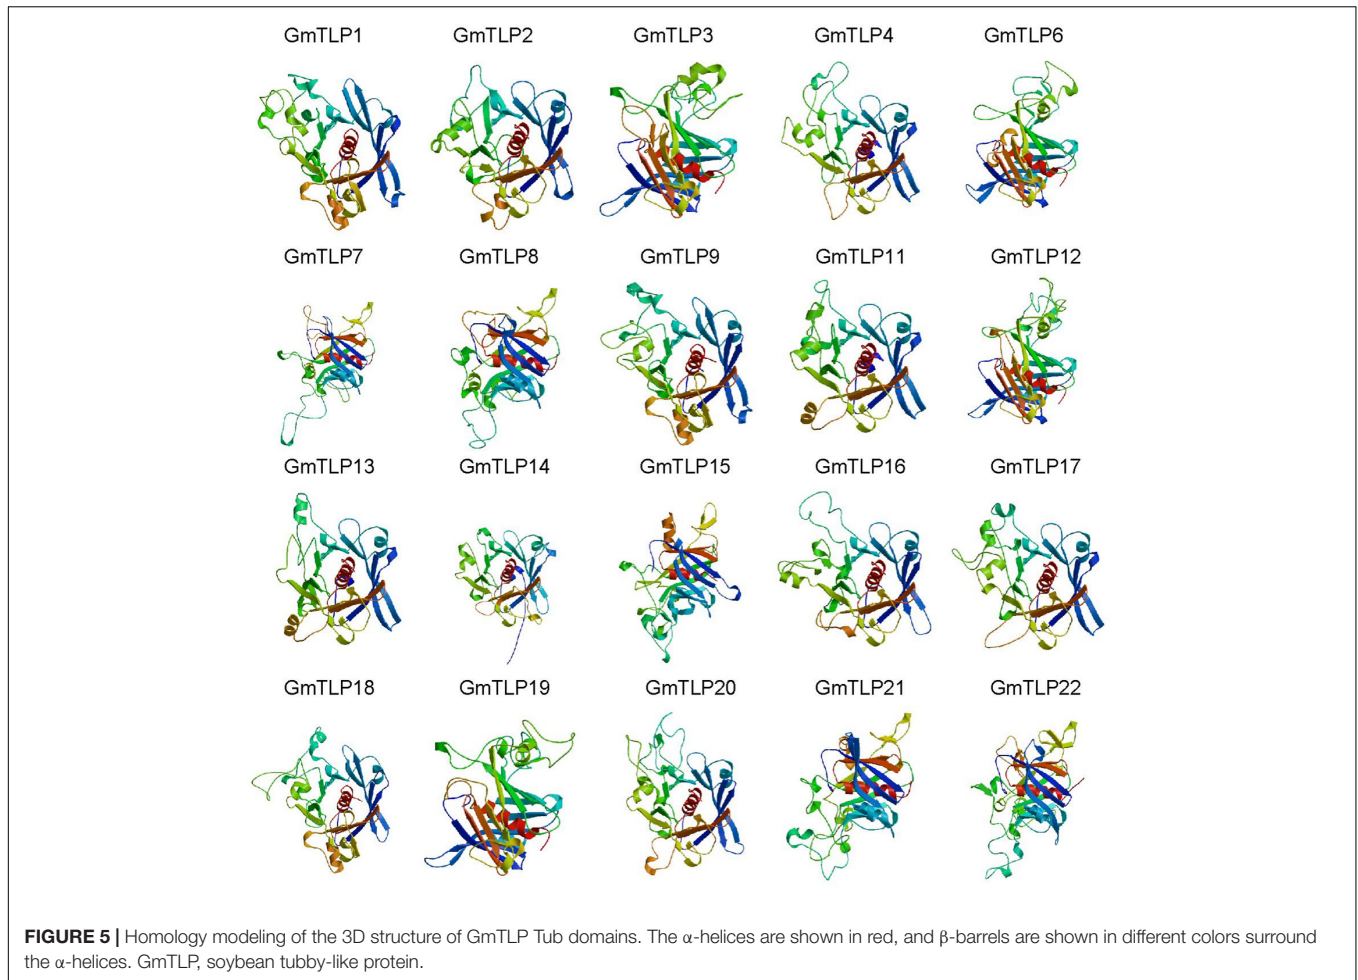 GmTLP1 GmTLP2 GmTLP3 GmTLP4 GmTLP6
GmTLP7 GmTLP8 GmTLP9 GmTLP11 GmTLP12
GmTLP13 GmTLP14 GmTLP15 GmTLP16 GmTLP17
GmTLP18 GmTLP19 GmTLP20 GmTLP21 GmTLP22
FIGURE 5 | Homology modeling of the 3D structure of GmTLP Tub domains. The α-helices are shown in red, and β-barrels are shown in different colors surround
the α-helices. GmTLP, soybean tubby-like protein.